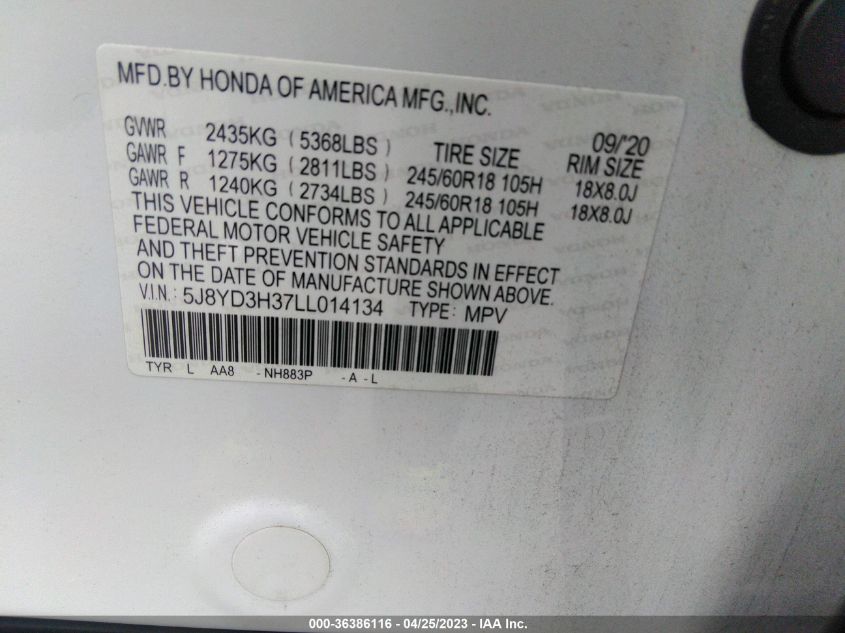 MFD.BY HONDA OF AMERICA MFG.,INC.
09/'20
GVWR 2435KG ( 5368LBS ) TIRE SIZE RIM SIZE
GAWR F 1275KG ( 2811LBS ) 245/60R18 105H 18X8.0J
GAWR R 1240KG ( 2734LBS ) 245/60R18 105H 18X8.0J
THIS VEHICLE CONFORMS TO ALL APPLICABLE
FEDERAL MOTOR VEHICLE SAFETY
AND THEFT PREVENTION STANDARDS IN EFFECT
ON THE DATE OF MANUFACTURE SHOWN ABOVE.
V.I.N.: 5J8YD3H37LL014134 TYPE: MPV
TYR L AA8 -NH883P -A-L
000-36386116 - 04/25/2023 - IAA Inc.